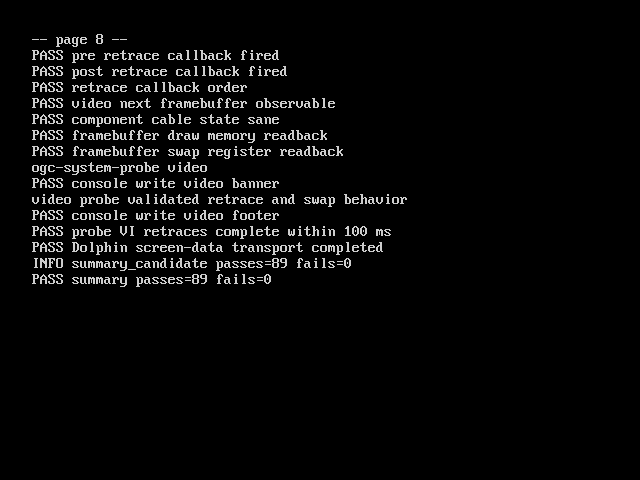 -- page 8 --
PASS pre retrace callback fired
PASS post retrace callback fired
PASS retrace callback order
PASS video next framebuffer observable
PASS component cable state sane
PASS framebuffer draw memory readback
PASS framebuffer swap register readback
ogc-system-probe video
PASS console write video banner
video probe validated retrace and swap behavior
PASS console write video footer
PASS probe VI retraces complete within 100 ms
PASS Dolphin screen-data transport completed
INFO summary_candidate passes=89 fails=0
PASS summary passes=89 fails=0